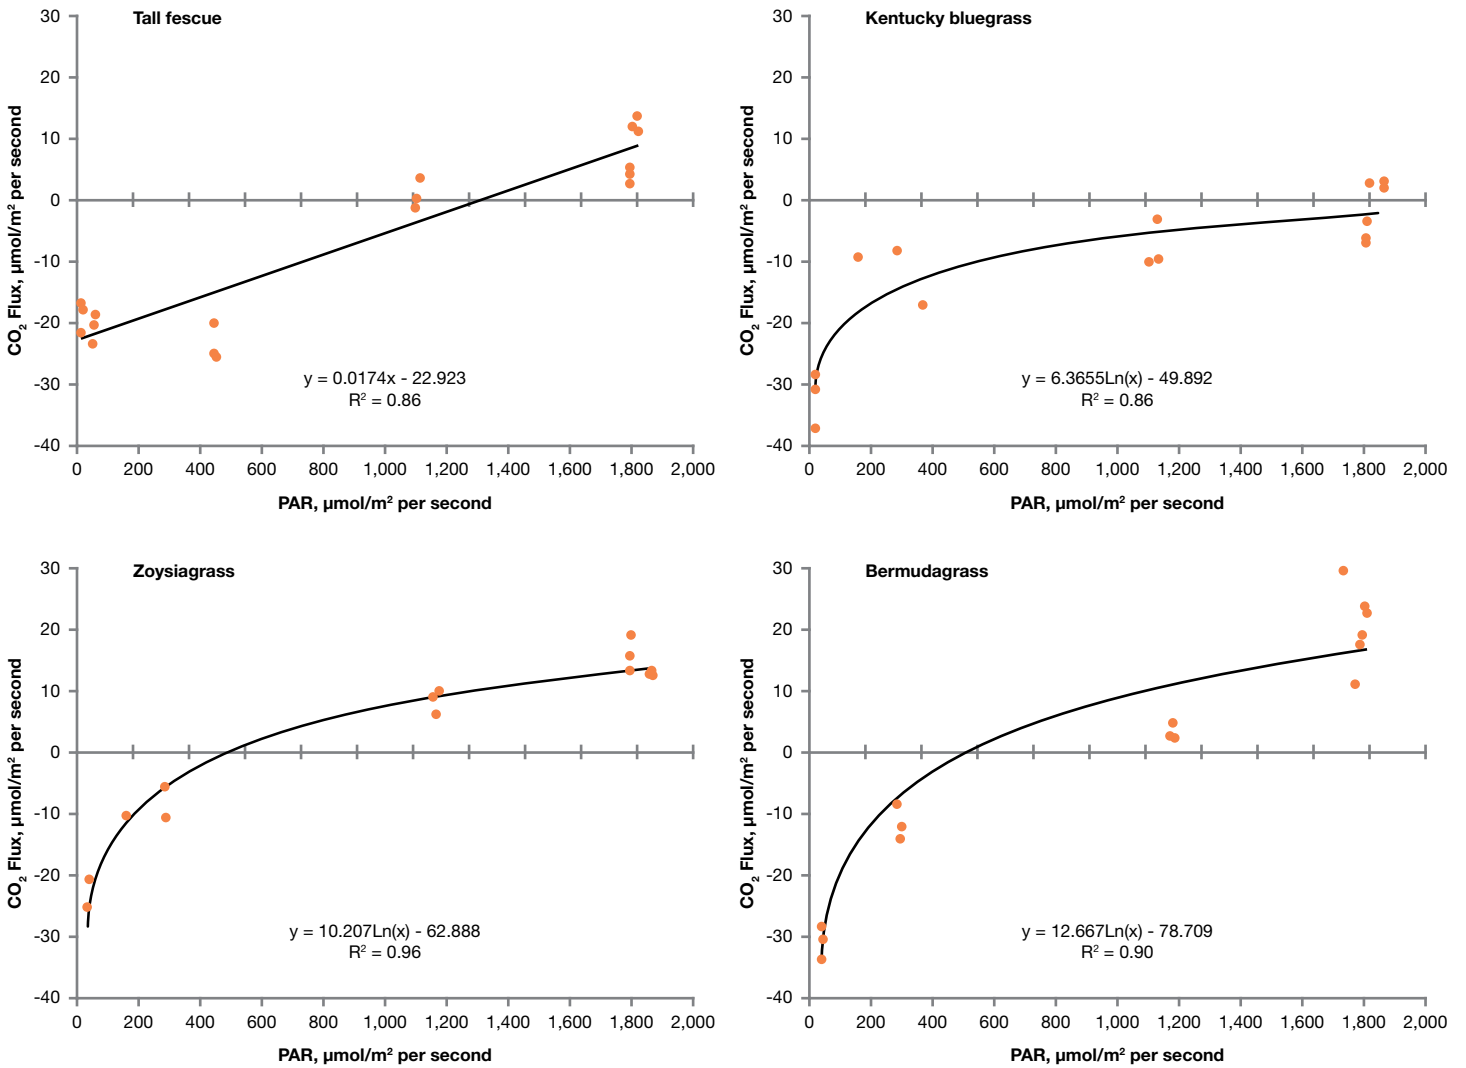 Tall fescue
30
20
10
0
-10
-20
-30
-40
CO₂ Flux, µmol/m² per second
y = 0.0174x - 22.923
R² = 0.86
0 200 400 600 800 1,000 1,200 1,400 1,600 1,800 2,000
PAR, µmol/m² per second
Kentucky bluegrass
30
20
10
0
-10
-20
-30
-40
CO₂ Flux, µmol/m² per second
y = 6.3655Ln(x) - 49.892
R² = 0.86
0 200 400 600 800 1,000 1,200 1,400 1,600 1,800 2,000
PAR, µmol/m² per second
Zoysiagrass
30
20
10
0
-10
-20
-30
-40
CO₂ Flux, µmol/m² per second
y = 10.207Ln(x) - 62.888
R² = 0.96
0 200 400 600 800 1,000 1,200 1,400 1,600 1,800 2,000
PAR, µmol/m² per second
Bermudagrass
30
20
10
0
-10
-20
-30
-40
CO₂ Flux, µmol/m² per second
y = 12.667Ln(x) - 78.709
R² = 0.90
0 200 400 600 800 1,000 1,200 1,400 1,600 1,800 2,000
PAR, µmol/m² per second